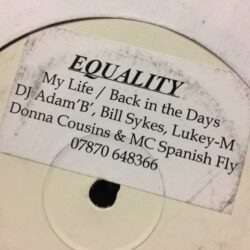 EQUALITY
My Life / Back in the Days
DJ Adam'B', Bill Sykes, Lukey-M
Donna Cousins & MC Spanish Fly
07870 648366